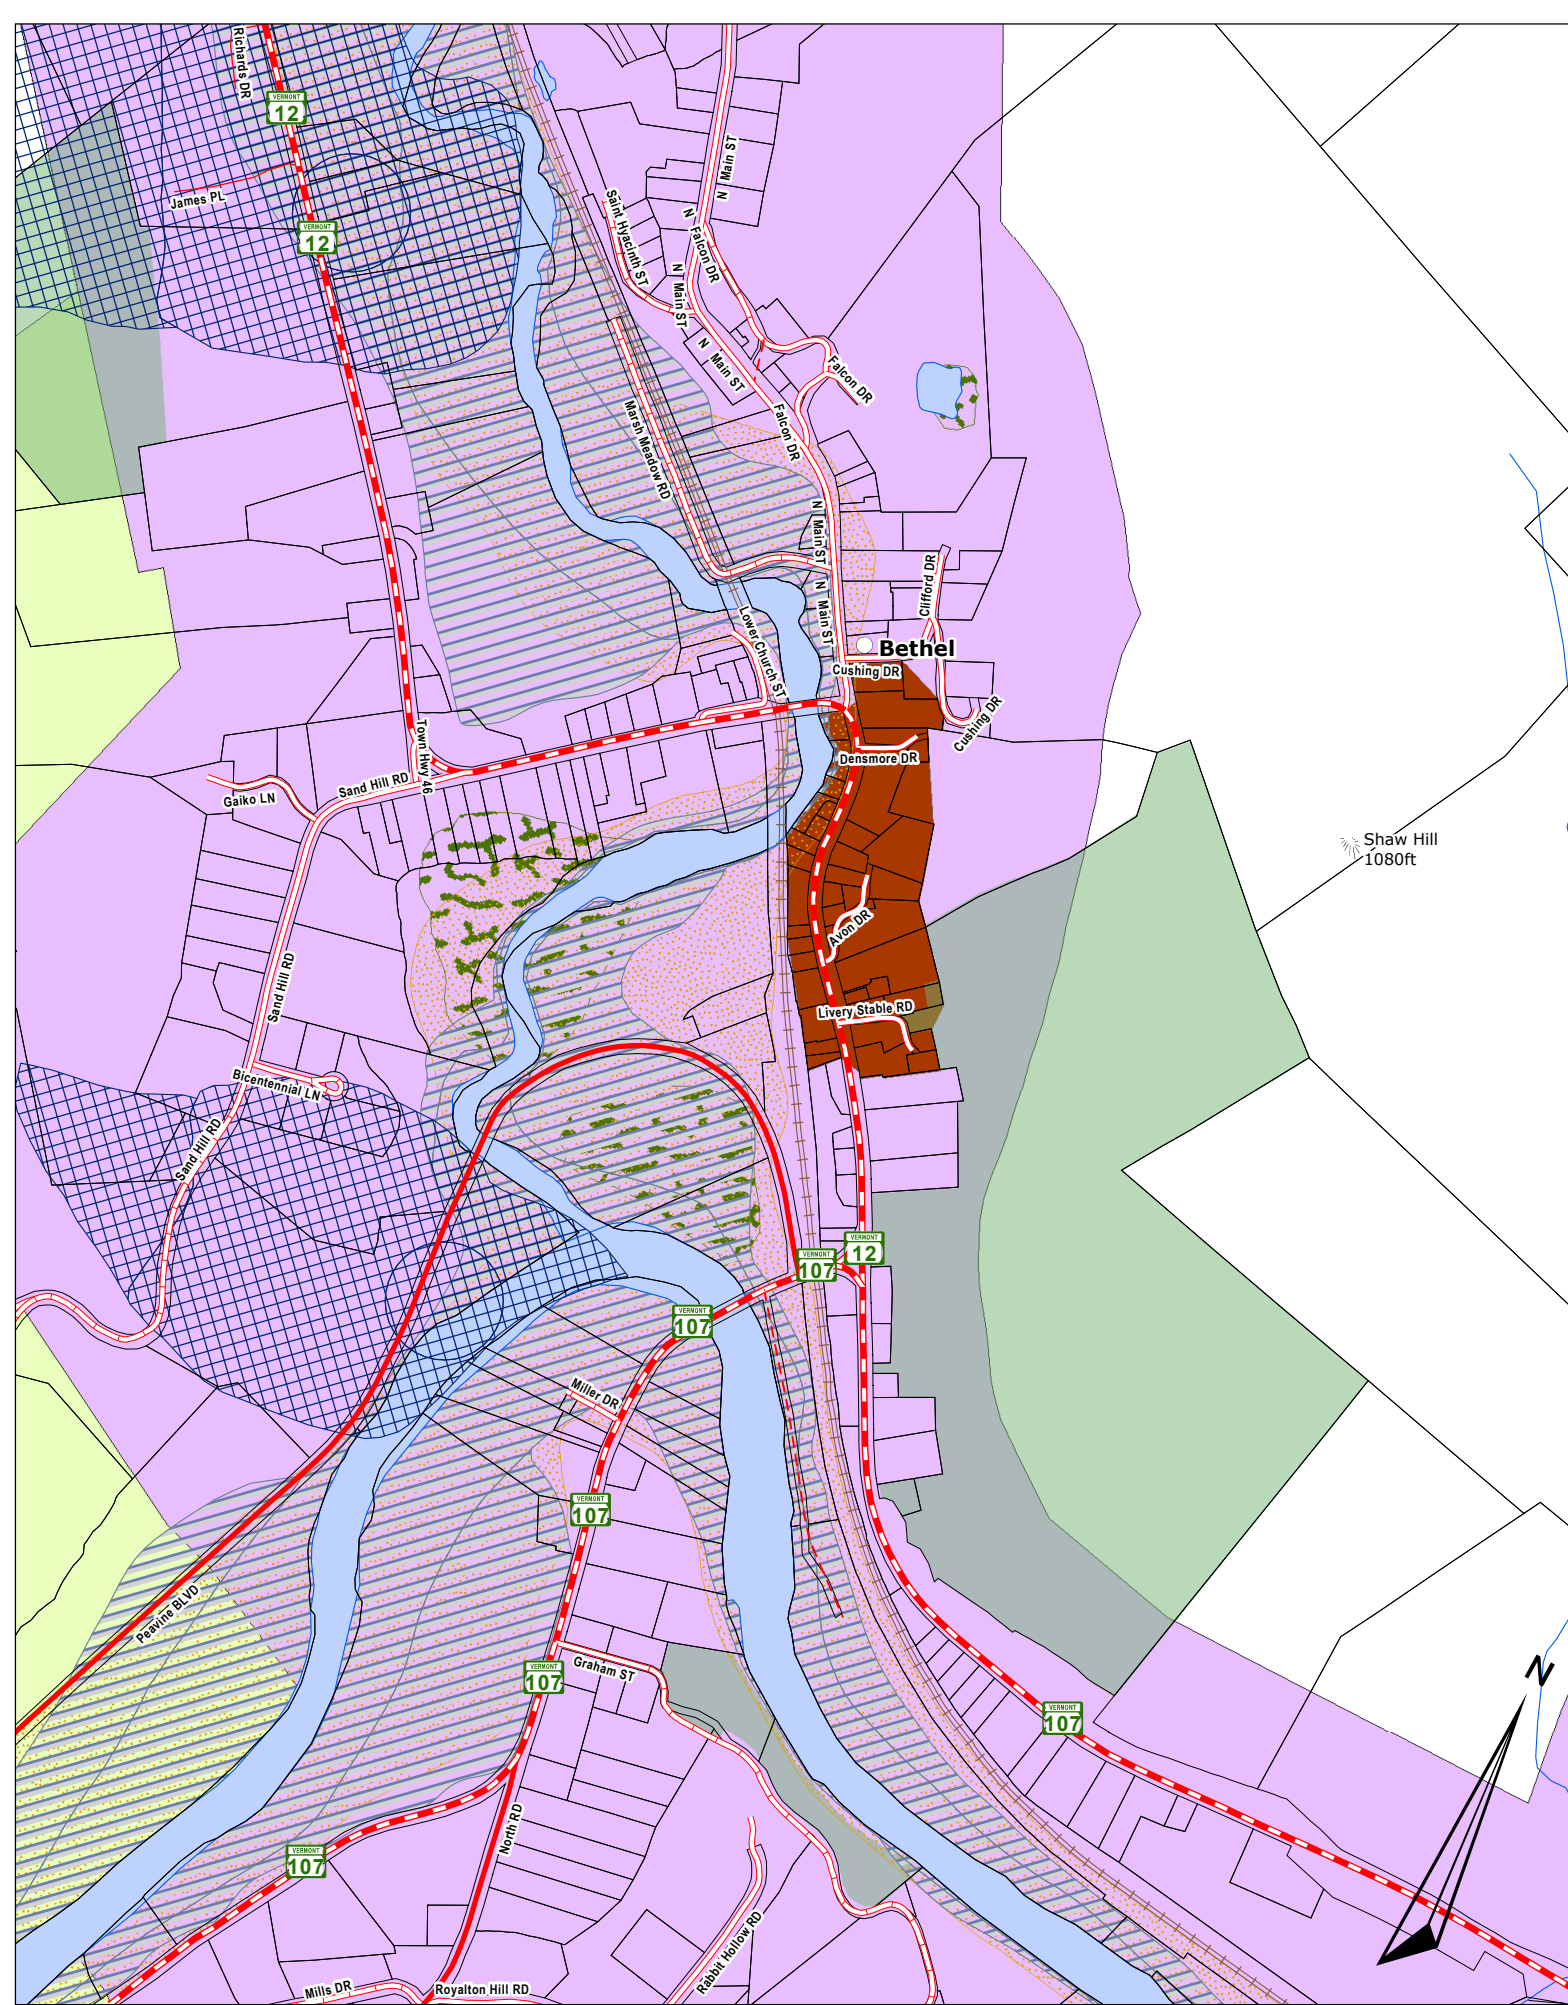 Richards DR
VERMONT
12
James PL
VERMONT
12
N Main ST
Saint Hyacinth ST
N Falcon DR
N Main ST
N Main ST
Falcon DR
Marsh Meadow RD
Falcon DR
N Main ST
Clifford DR
N Main ST
Lower Church ST
Bethel
Cushing DR
Cushing DR
Town Hwy 46
Densmore DR
Sand Hill RD
Gaiko LN
Shaw Hill
1080ft
Avon DR
Sand Hill RD
Livery Stable RD
Bicentennial LN
Sand Hill RD
VERMONT
12
VERMONT
107
VERMONT
107
Miller DR
VERMONT
107
Peavine BLVD
Graham ST
VERMONT
107
N
VERMONT
107
North RD
VERMONT
107
Rabbit Hollow RD
Mills DR
Royalton Hill RD